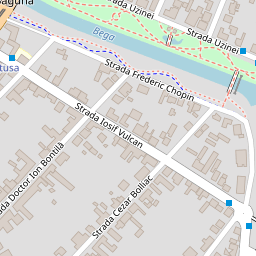 aguna
Bega
Strada Uzinei
Strada Uzinei
Strada Frederic Chopin
tusa
Strada Iosif Vulcan
Strada Doctor Ion Bontilă
Strada Cezar Bolliac